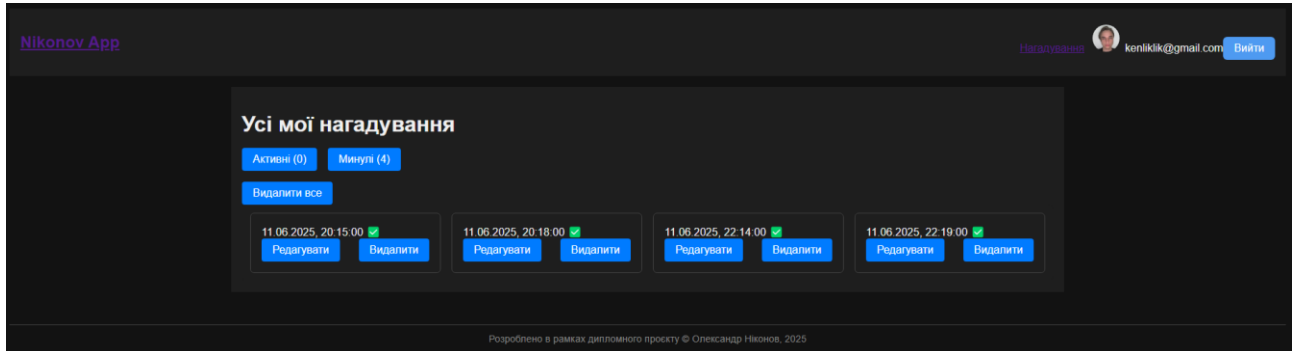 Nikonov App
Нагадування kenliklik@gmail.com Вийти
Усі мої нагадування
Активні (0) Минулі (4)
Видалити все
11.06.2025, 20:15:00 ✅ 11.06.2025, 20:18:00 ✅ 11.06.2025, 22:14:00 ✅ 11.06.2025, 22:19:00 ✅
Редагувати Видалити Редагувати Видалити Редагувати Видалити Редагувати Видалити
Розроблено в рамках дипломного проєкту © Олександр Ніконов, 2025